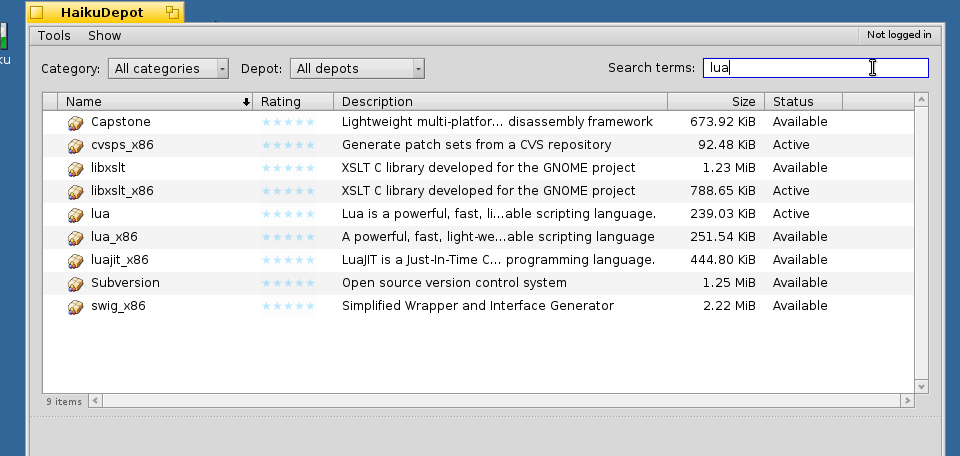 HaikuDepot
Tools Show Not logged in
ku
Category: All categories Depot: All depots Search terms: lua
Name Rating Description Size Status
Capstone Lightweight multi-platfor... disassembly framework 673.92 KiB Available
cvsps_x86 Generate patch sets from a CVS repository 92.48 KiB Active
libxslt XSLT C library developed for the GNOME project 1.23 MiB Available
libxslt_x86 XSLT C library developed for the GNOME project 788.65 KiB Active
lua Lua is a powerful, fast, li...able scripting language. 239.03 KiB Active
lua_x86 A powerful, fast, light-we...able scripting language 251.54 KiB Available
luajit_x86 LuaJIT is a Just-In-Time C... programming language. 444.80 KiB Available
Subversion Open source version control system 1.25 MiB Available
swig_x86 Simplified Wrapper and Interface Generator 2.22 MiB Available
9 items